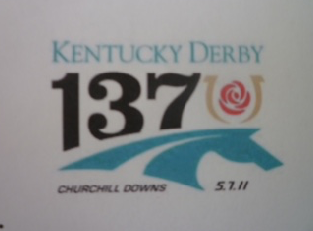 KENTUCKY DERBY
137
CHURCHILL DOWNS 5.7.11